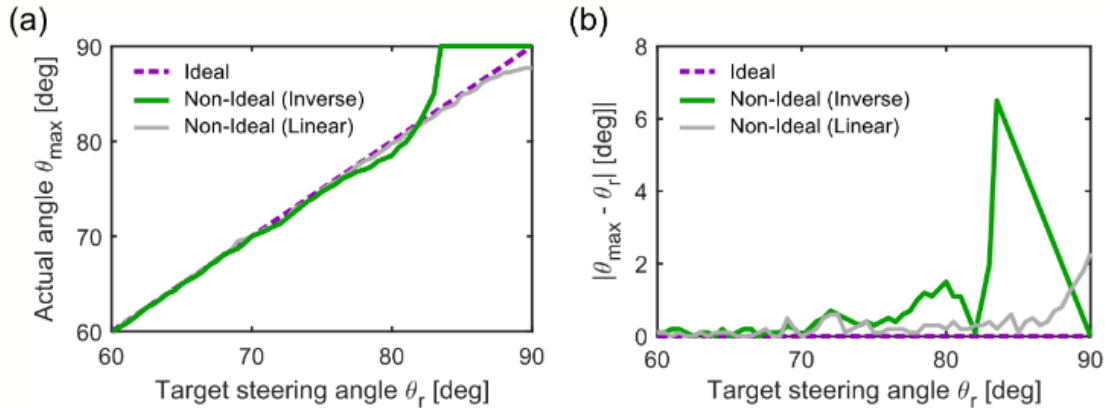 (a)
90
80
70
60
Actual angle θmax [deg]
Ideal
Non-Ideal (Inverse)
Non-Ideal (Linear)
60 70 80 90
Target steering angle θr [deg]
(b)
8
6
4
2
0
|θmax - θr| [deg]|
Ideal
Non-Ideal (Inverse)
Non-Ideal (Linear)
60 70 80 90
Target steering angle θr [deg]